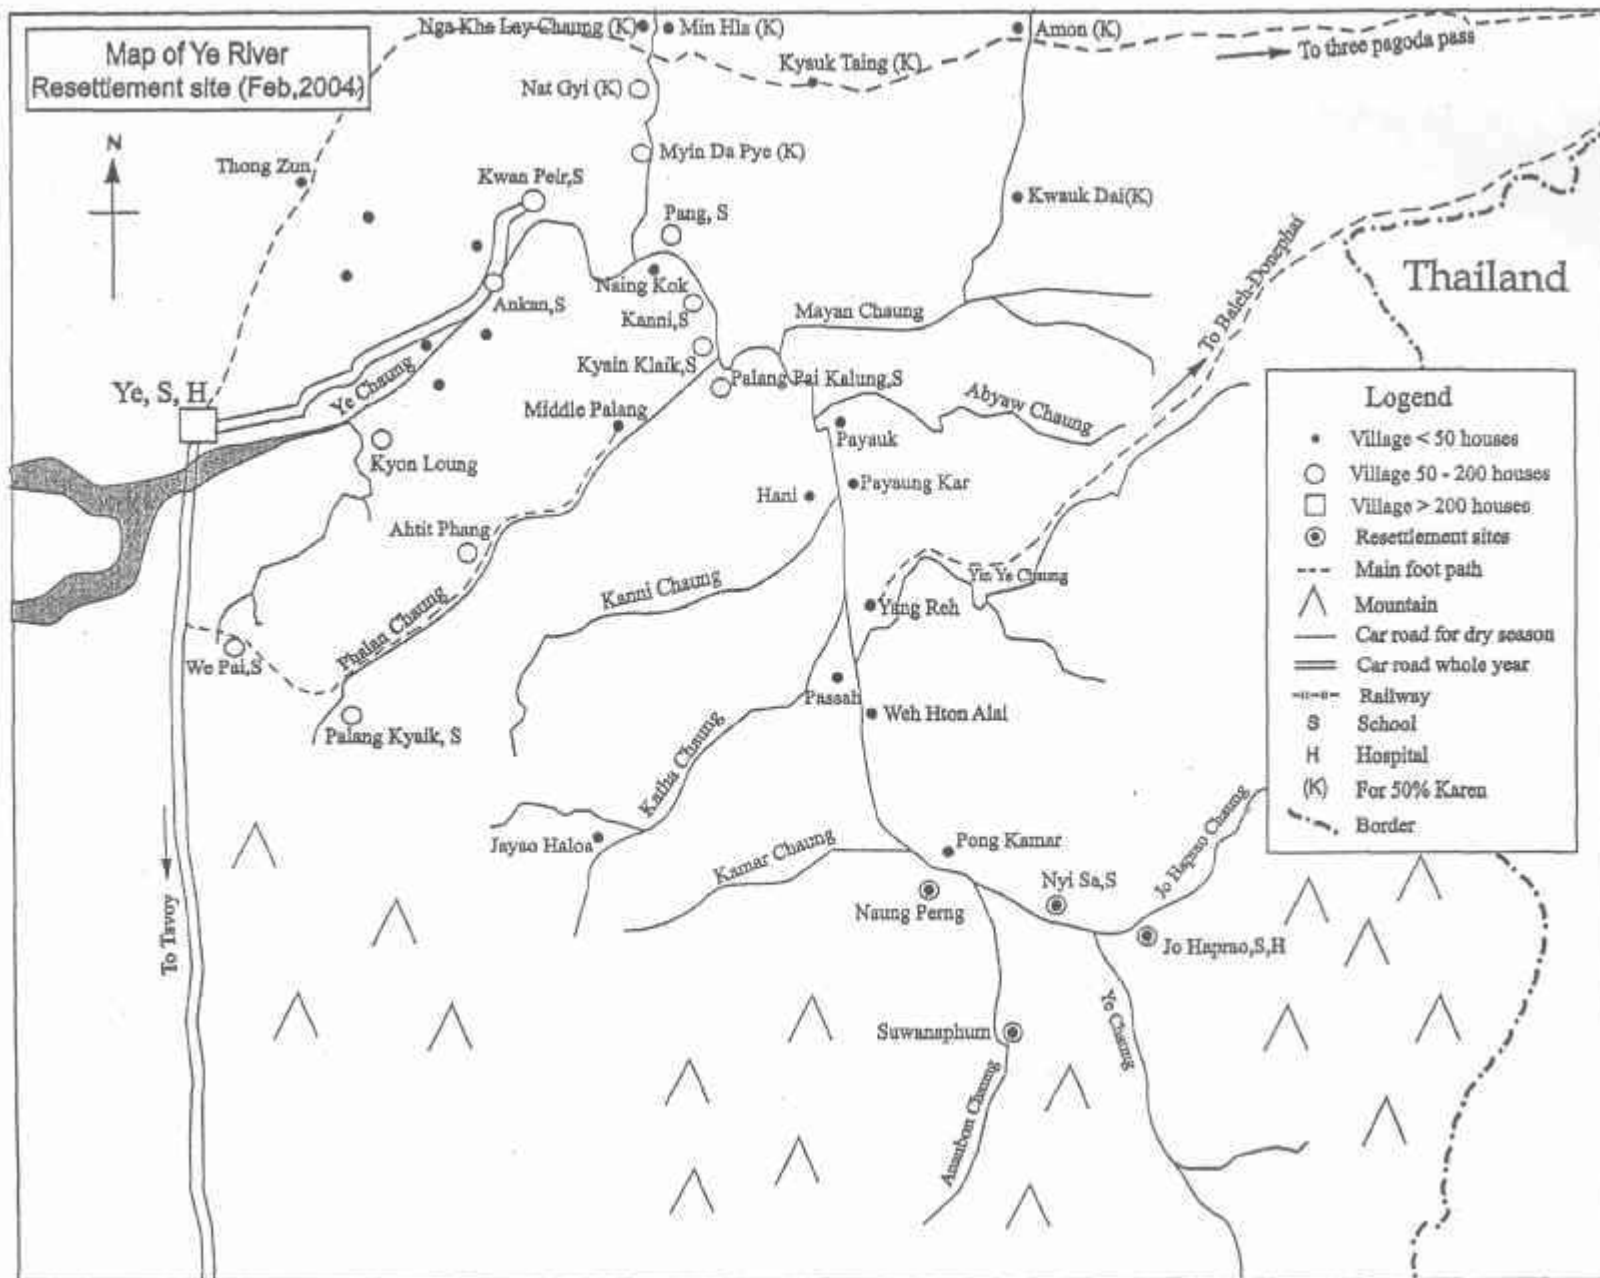 Map of Ye River
Resettlement site (Feb,2004)
Nga Khe Ley Chaung (K)
Min Hla (K)
Amon (K)
To three pagoda pass
Kyauk Taing (K)
Nat Gyi (K)
N
Myin Da Pye (K)
Thong Zun
Kwan Peir,S
Kwauk Dai(K)
Pang, S
To Baleh-Donephai
Thailand
Naing Kok
Ankan,S
Kanni,S
Mayan Chaung
Kyain Klaik,S
Ye, S, H
Ye Chaung
Palang Pai Kalung,S
Abyaw Chaung
Middle Palang
Payauk
Kyon Loung
Hani
Payaung Kar
Ahtit Phang
Kanni Chaung
Yin Ye Chaung
Yang Reh
Phalan Chaung
We Pai,S
Passah
Weh Hton Alai
Palang Kyaik, S
Katha Chaung
Jayao Haloa
Kamar Chaung
Pong Kamar
Jo Haprao Chaung
Nyi Sa,S
Naung Perng
Jo Haprao,S,H
To Tavoy
Suwanaphum
Ye Chaung
Ananbon Chaung
Legend
Village < 50 houses
Village 50 - 200 houses
Village > 200 houses
Resettlement sites
Main foot path
Mountain
Car road for dry season
Car road whole year
Railway
S School
H Hospital
(K) For 50% Karen
Border